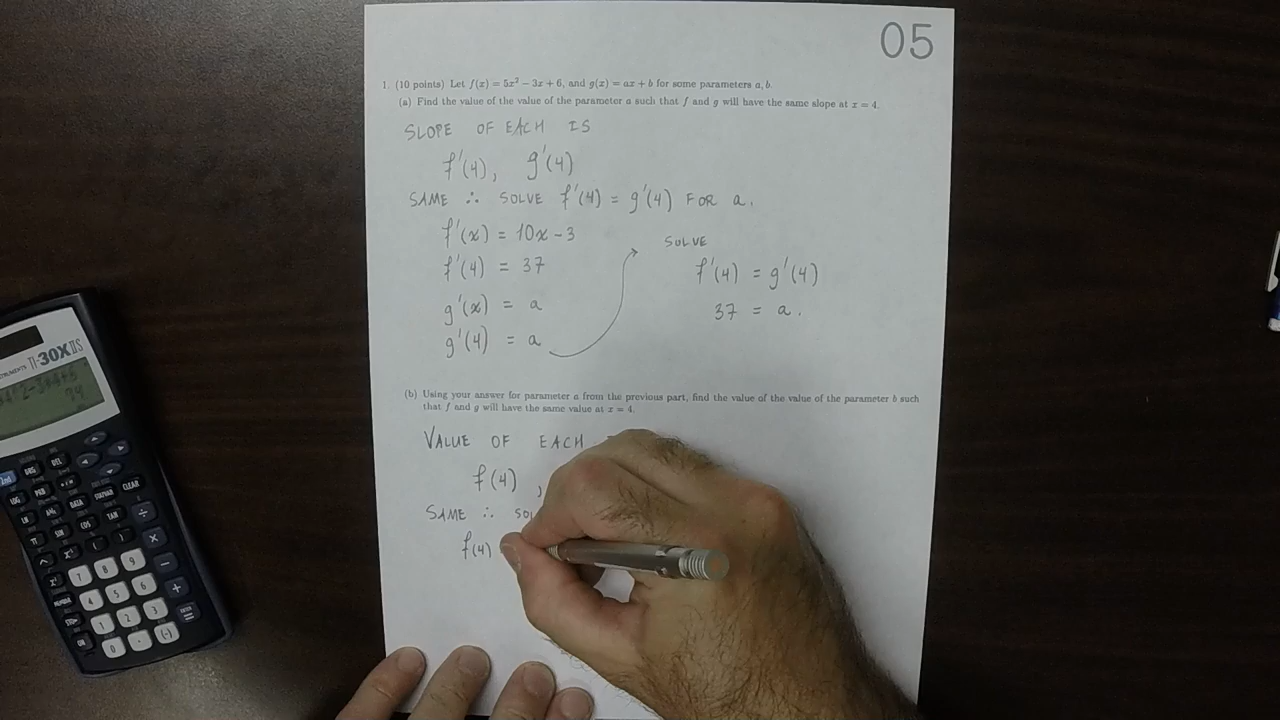 05
1. (10 points) Let f(x) = 5x² − 3x + 6, and g(x) = ax + b for some parameters a, b.
(a) Find the value of the value of the parameter a such that f and g will have the same slope at x = 4.
SLOPE OF EACH IS
f'(4), g'(4)
SAME ∴ SOLVE f'(4) = g'(4) FOR a.
f'(x) = 10x - 3
f'(4) = 37
g'(x) = a
g'(4) = a
SOLVE
f'(4) = g'(4)
37 = a.
(b) Using your answer for parameter a from the previous part, find the value of the value of the parameter b such
that f and g will have the same value at x = 4.
VALUE OF EACH
f(4) ,
SAME ∴
f(4)
TI-30X IIS